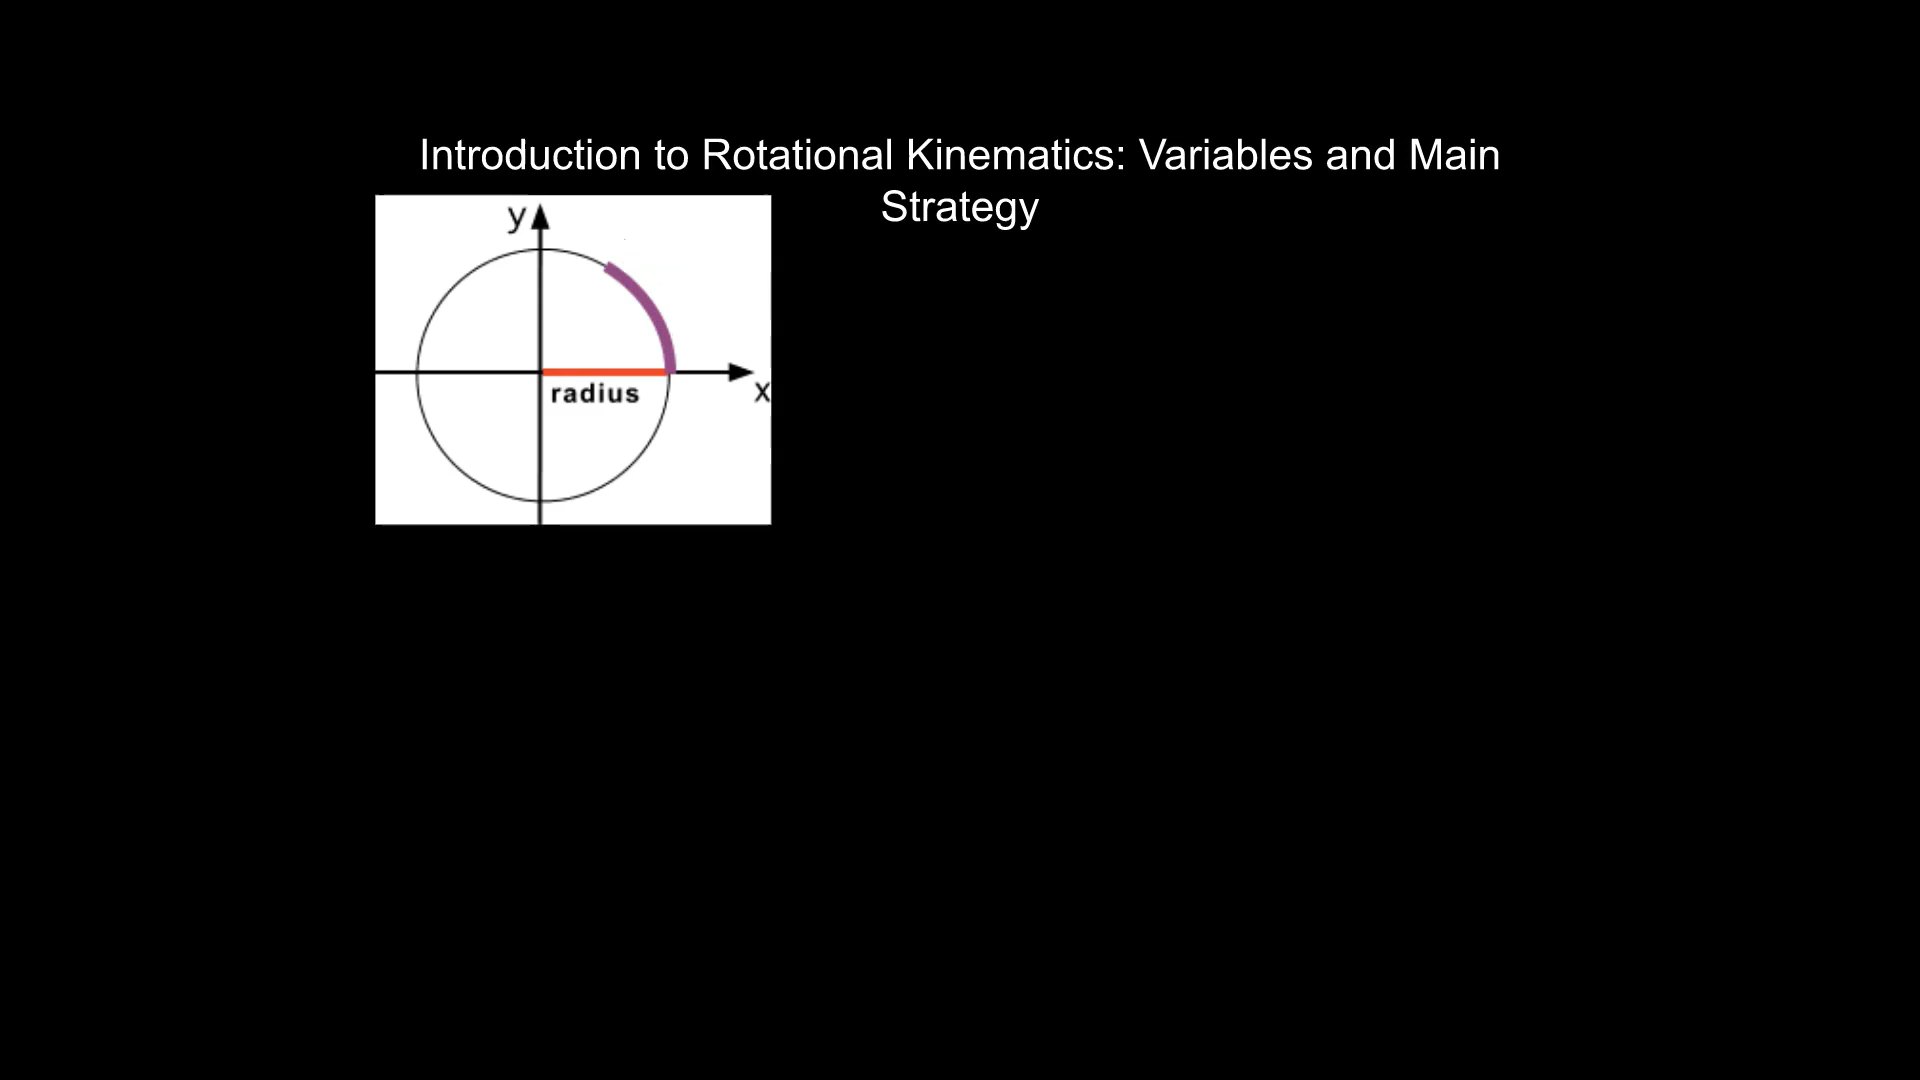 Introduction to Rotational Kinematics: Variables and Main
Strategy
y
radius
x